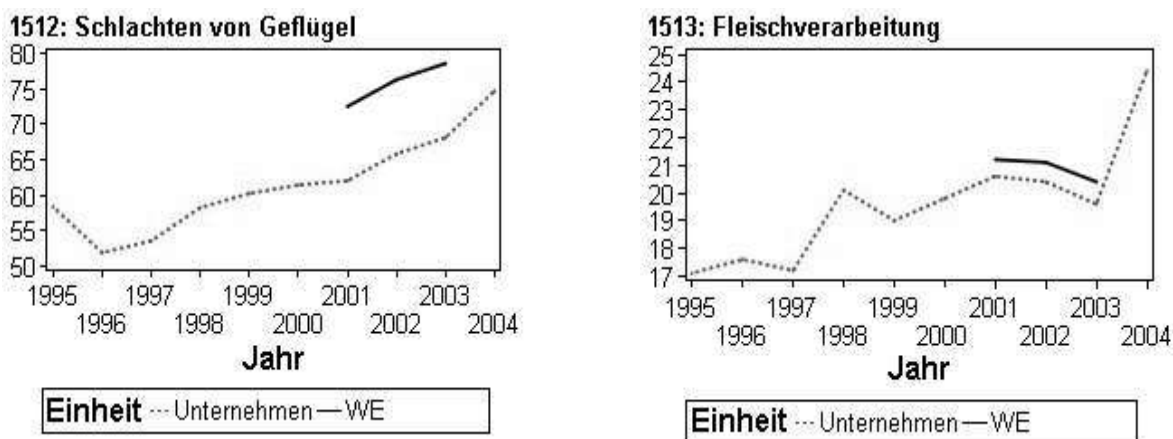 1512: Schlachten von Geflügel
80
75
70
65
60
55
50
1995 1997 1999 2001 2003
1996 1998 2000 2002 2004
Jahr
Einheit ··· Unternehmen — WE
1513: Fleischverarbeitung
25
24
23
22
21
20
19
18
17
1995 1997 1999 2001 2003
1996 1998 2000 2002 2004
Jahr
Einheit ··· Unternehmen — WE